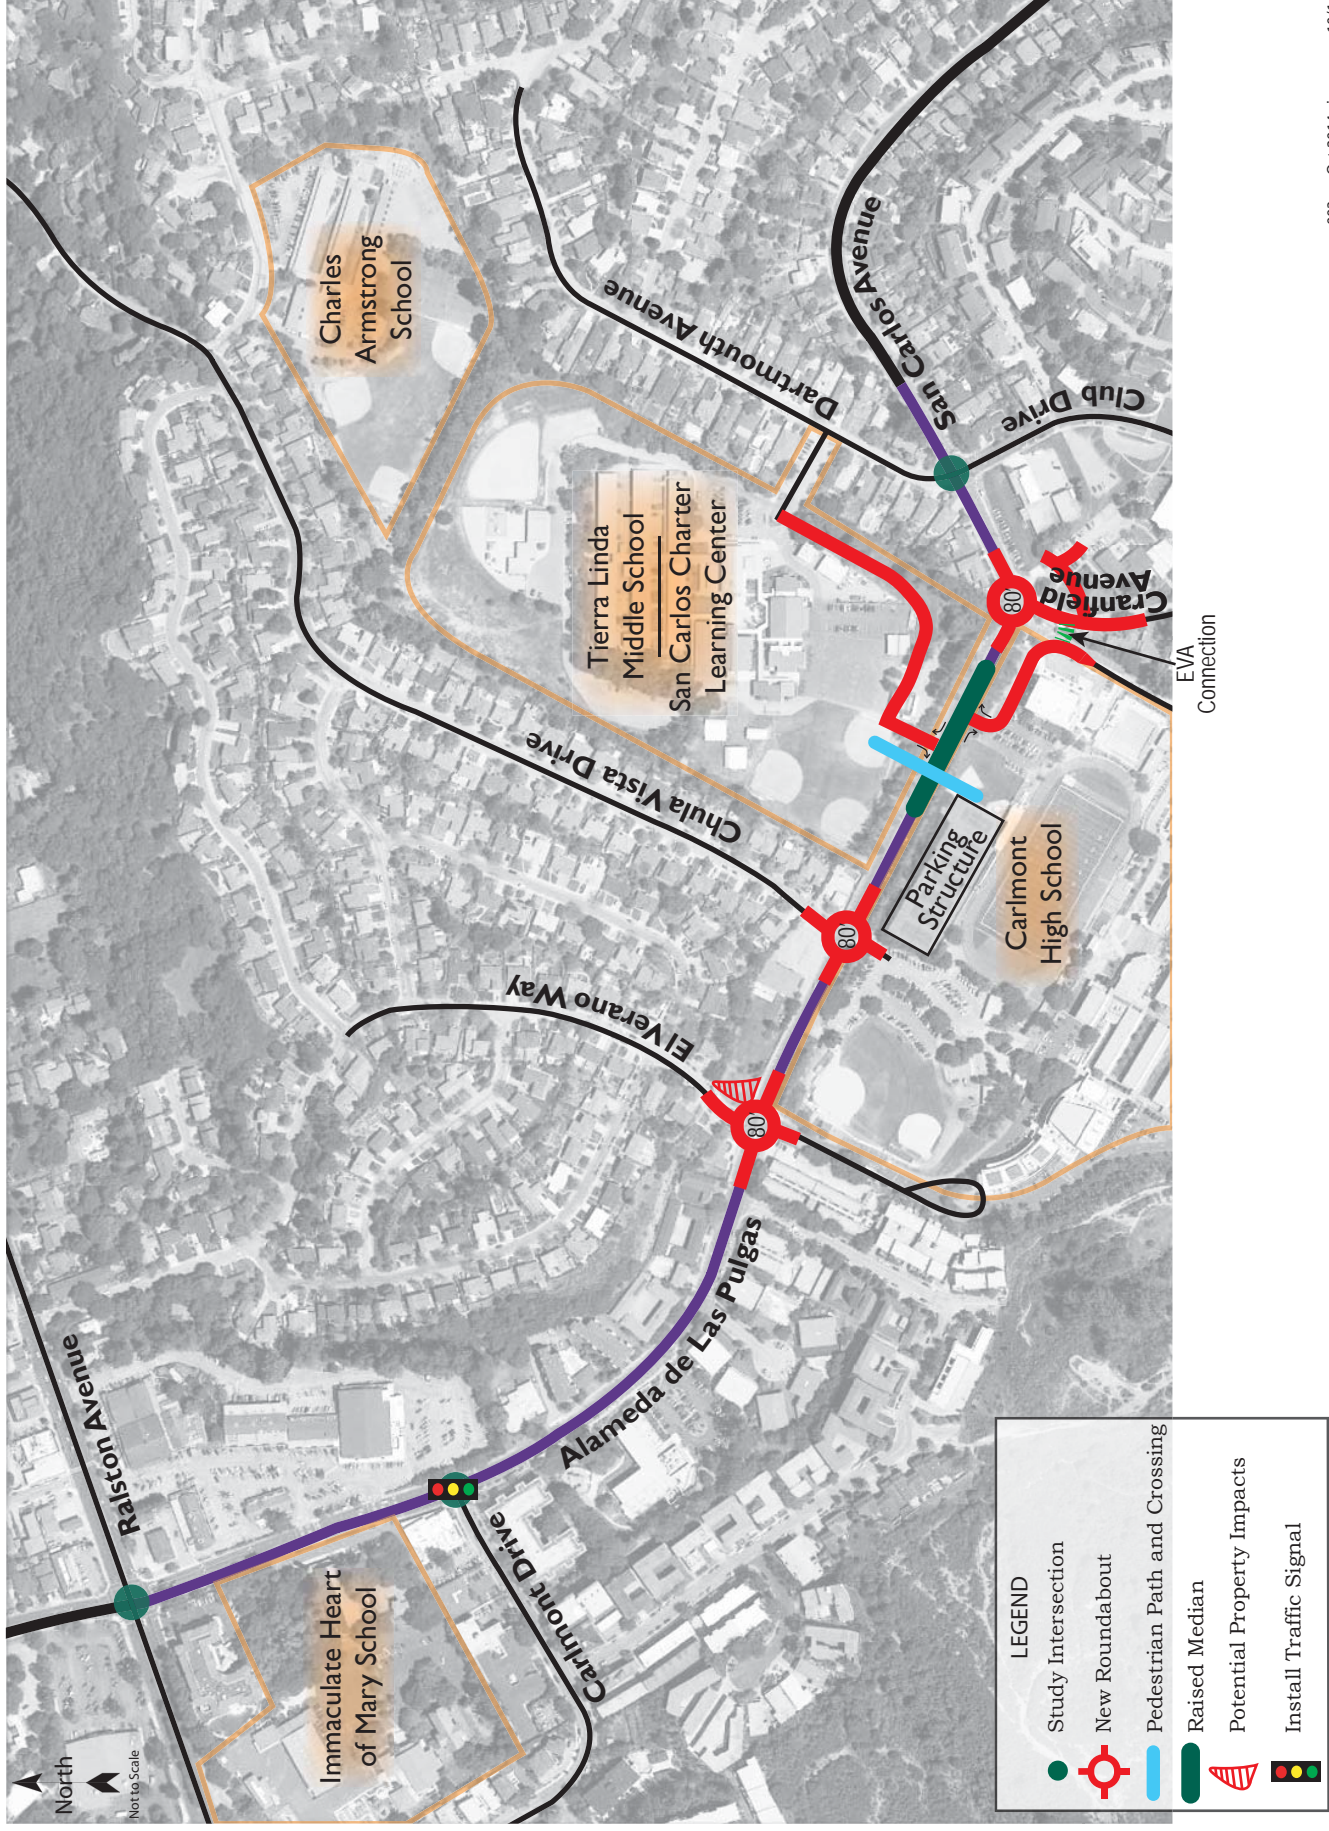 North
Not to Scale
Ralston Avenue
Immaculate Heart
of Mary School
Carlmont Drive
Alameda de Las Pulgas
El Verano Way
Chula Vista Drive
Charles
Armstrong
School
Tierra Linda
Middle School
San Carlos Charter
Learning Center
Dartmouth Avenue
San Carlos Avenue
Club Drive
Cranfield
Avenue
80'
80'
80'
Parking
Structure
Carlmont
High School
EVA
Connection
LEGEND
Study Intersection
New Roundabout
Pedestrian Path and Crossing
Raised Median
Potential Property Impacts
Install Traffic Signal